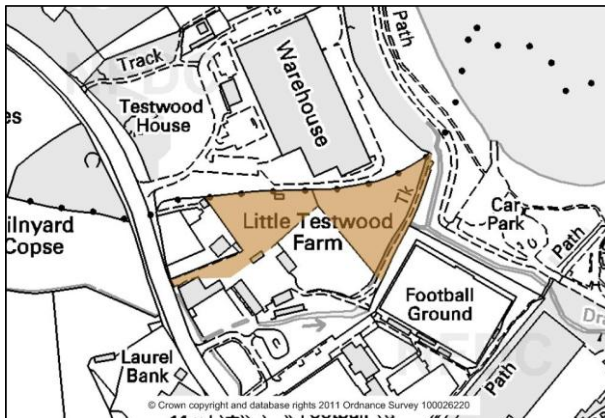 Track
Path
Testwood
House
Warehouse
es
ilnyard
Copse
Little Testwood
Farm
Tk
Car
Park
Path
Football
Ground
Dr
Laurel
Bank
Path
© Crown copyright and database rights 2011 Ordnance Survey 100026220